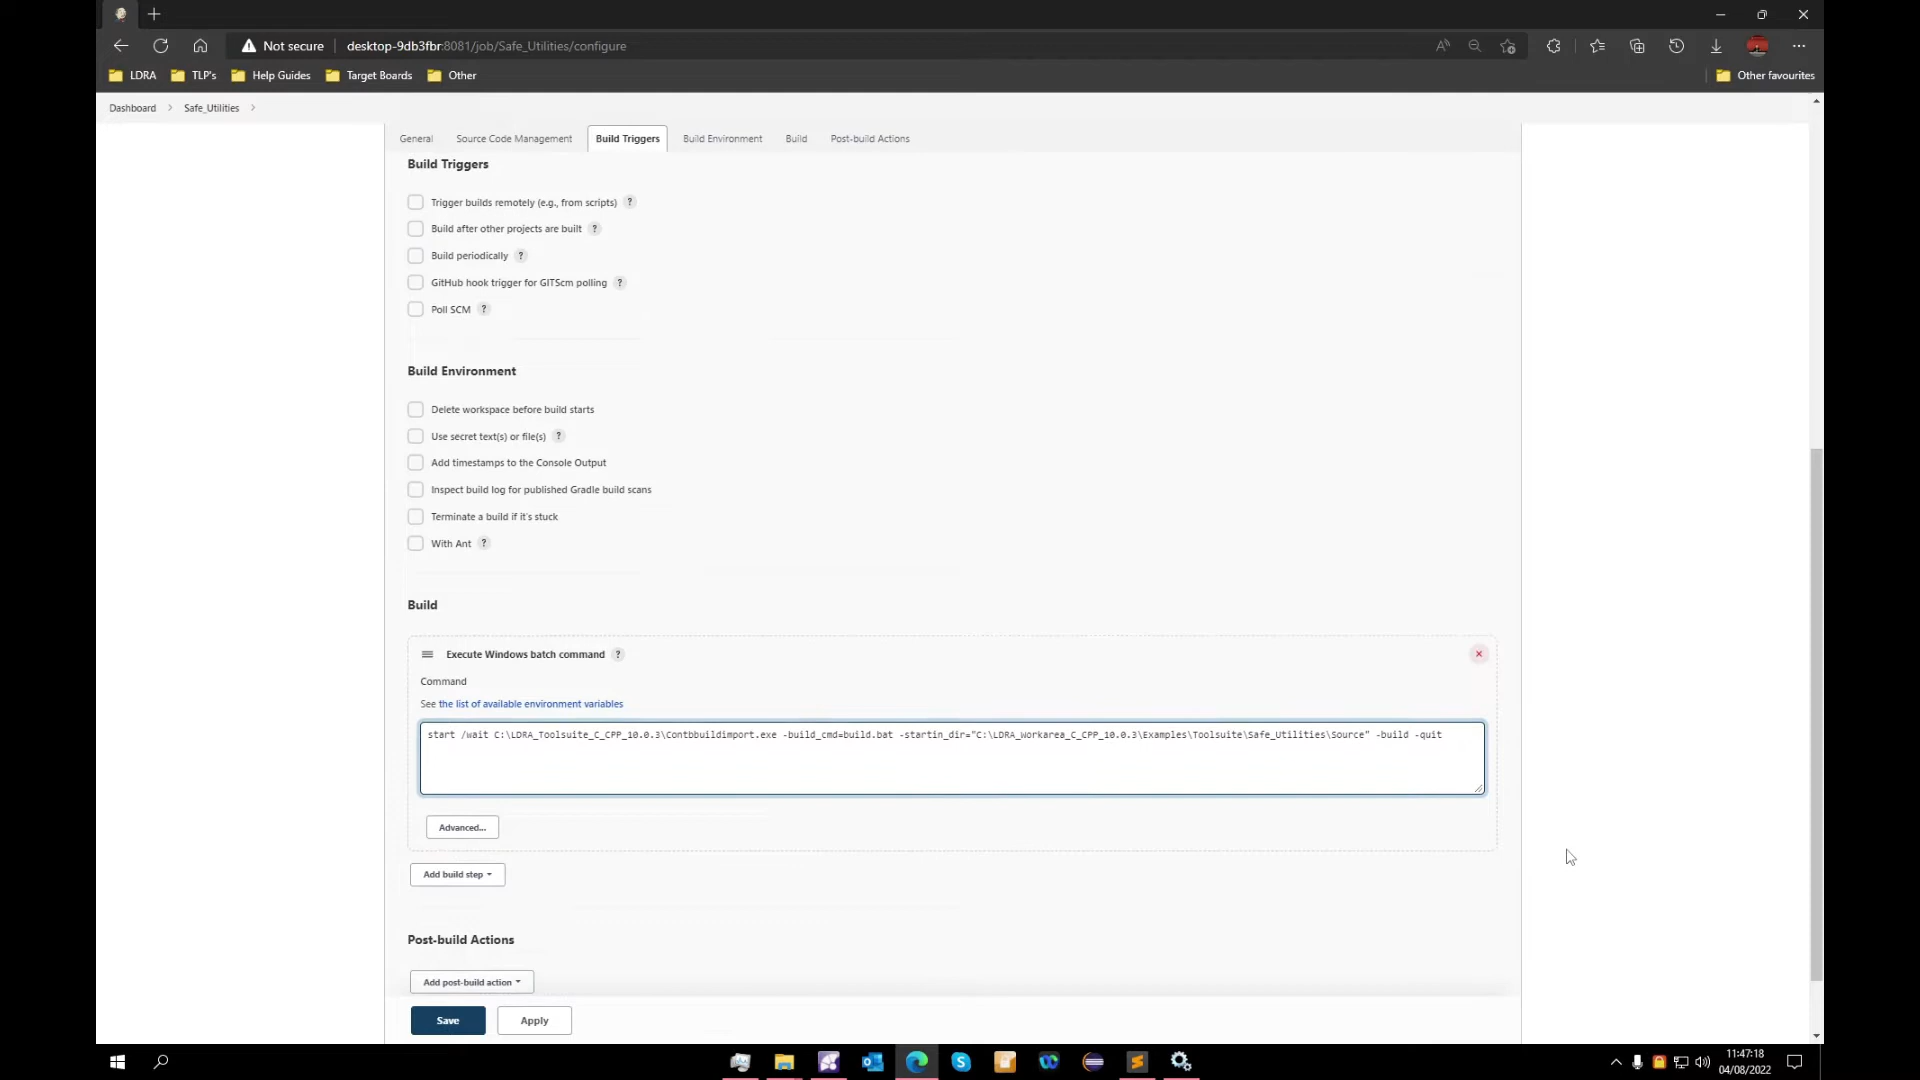 Not secure
desktop-9db3fbr:8081/job/Safe_Utilities/configure
LDRA
TLP's
Help Guides
Target Boards
Other
Other favourites
Dashboard
Safe_Utilities
General
Source Code Management
Build Triggers
Build Environment
Build
Post-build Actions
Build Triggers
Trigger builds remotely (e.g., from scripts) ?
Build after other projects are built ?
Build periodically ?
GitHub hook trigger for GITScm polling ?
Poll SCM ?
Build Environment
Delete workspace before build starts
Use secret text(s) or file(s) ?
Add timestamps to the Console Output
Inspect build log for published Gradle build scans
Terminate a build if it's stuck
With Ant ?
Build
Execute Windows batch command ?
Command
See the list of available environment variables
start /wait C:\LDRA_Toolsuite_C_CPP_10.0.3\Contbbuildimport.exe -build_cmd=build.bat -startin_dir="C:\LDRA_Workarea_C_CPP_10.0.3\Examples\Toolsuite\Safe_Utilities\Source" -build -quit
Advanced...
Add build step
Post-build Actions
Add post-build action
Save
Apply
11:47:18
04/08/2022